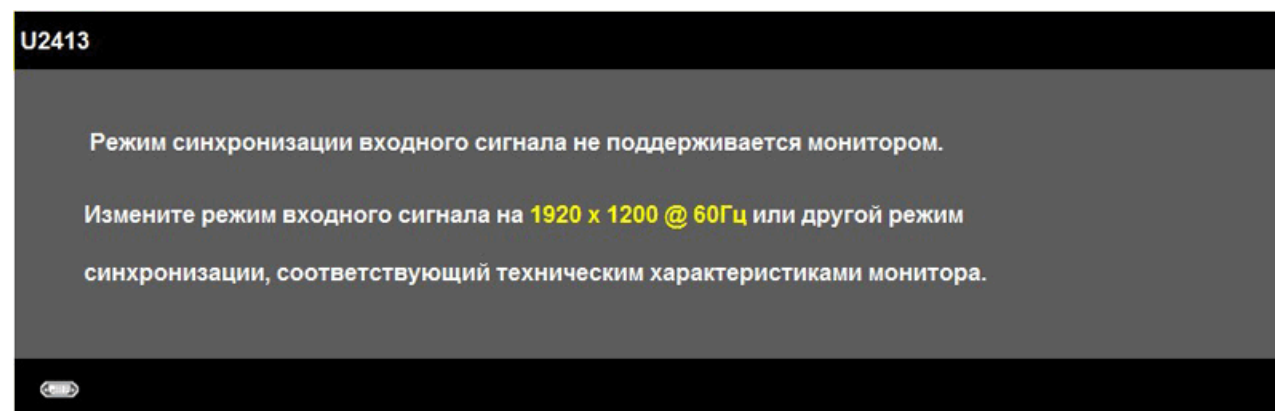 U2413
Режим синхронизации входного сигнала не поддерживается монитором.
Измените режим входного сигнала на 1920 x 1200 @ 60Гц или другой режим
синхронизации, соответствующий техническим характеристиками монитора.